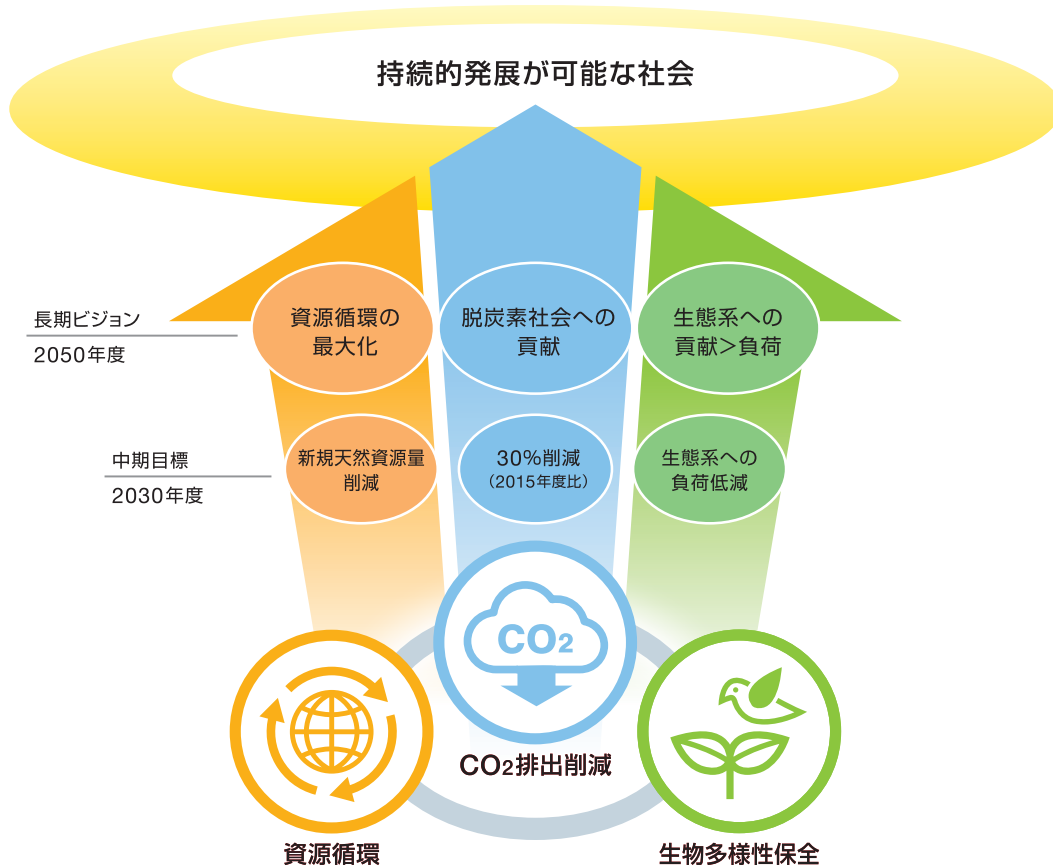 持続的発展が可能な社会
長期ビジョン
2050年度
資源循環の
最大化
脱炭素社会への
貢献
生態系への
貢献＞負荷
中期目標
2030年度
新規天然資源量
削減
30%削減
（2015年度比）
生態系への
負荷低減
CO2
CO2排出削減
資源循環
生物多様性保全